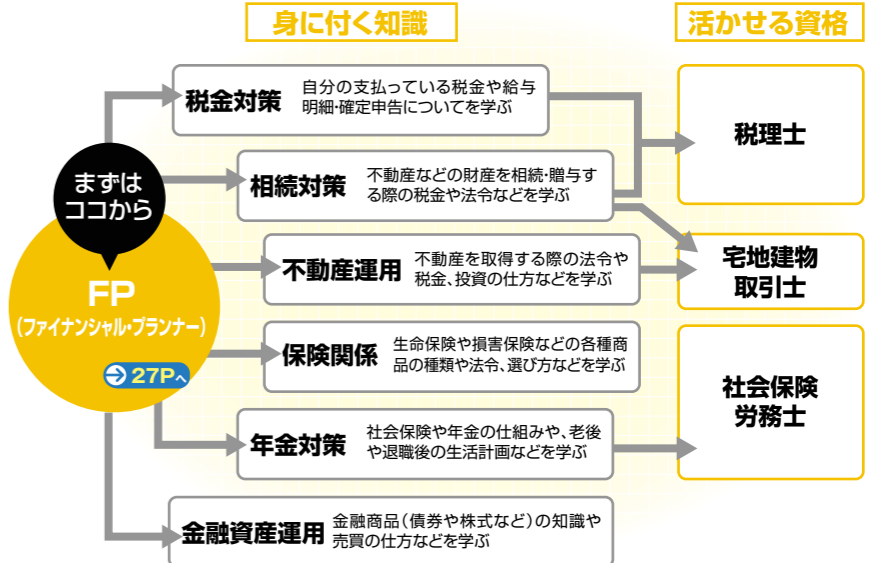 身に付く知識
活かせる資格
まずは
ココから
FP
(ファイナンシャル・プランナー)
27Pへ
税金対策
自分の支払っている税金や給与
明細・確定申告についてを学ぶ
相続対策
不動産などの財産を相続・贈与す
る際の税金や法令などを学ぶ
不動産運用
不動産を取得する際の法令や
税金、投資の仕方などを学ぶ
保険関係
生命保険や損害保険などの各種商
品の種類や法令、選び方などを学ぶ
年金対策
社会保険や年金の仕組みや、老後
や退職後の生活計画などを学ぶ
金融資産運用
金融商品(債券や株式など)の知識や
売買の仕方などを学ぶ
税理士
宅地建物
取引士
社会保険
労務士